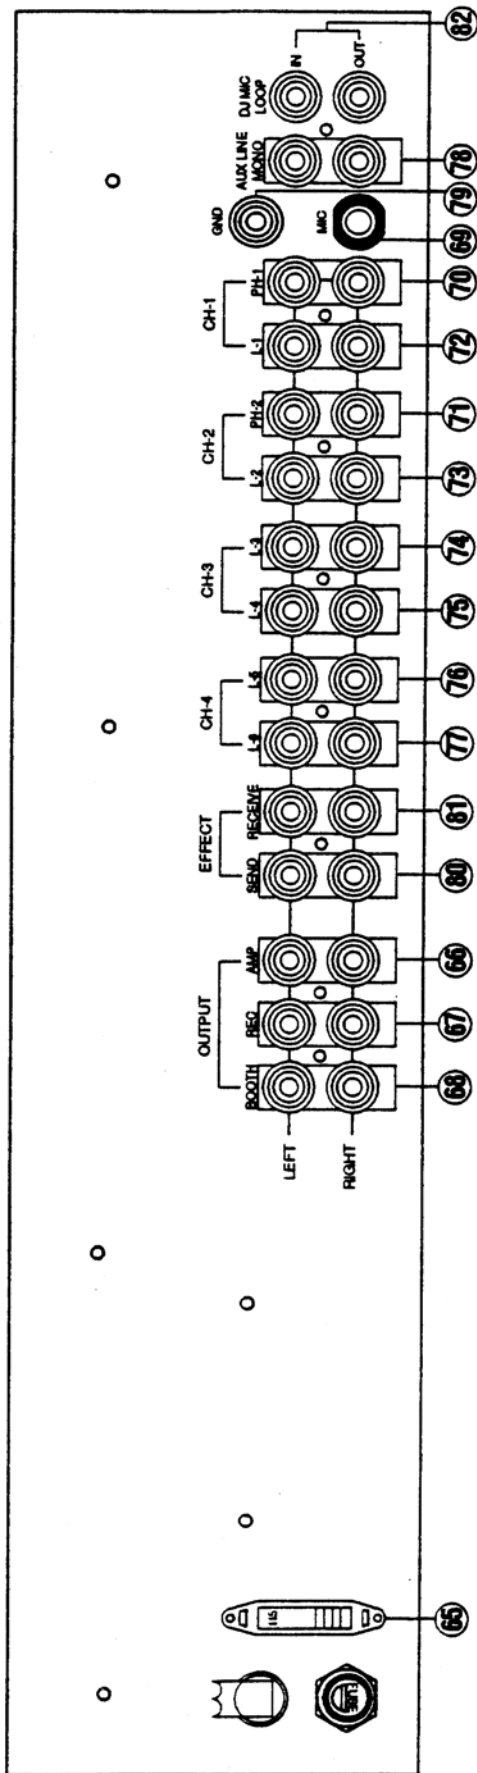 OUTPUT EFFECT CH-4 CH-3 CH-2 CH-1
BOOTH REC AMP SEND RECEIVE L-6 L-5 L-4 L-3 L-2 PH-2 L-1 PH-1
GND
AUX LINE
MONO
DJ MIC
LOOP
IN
OUT
MIC
LEFT
RIGHT
115
FUSE
65 68 67 66 80 81 77 76 75 74 73 71 72 70 69 79 78 82